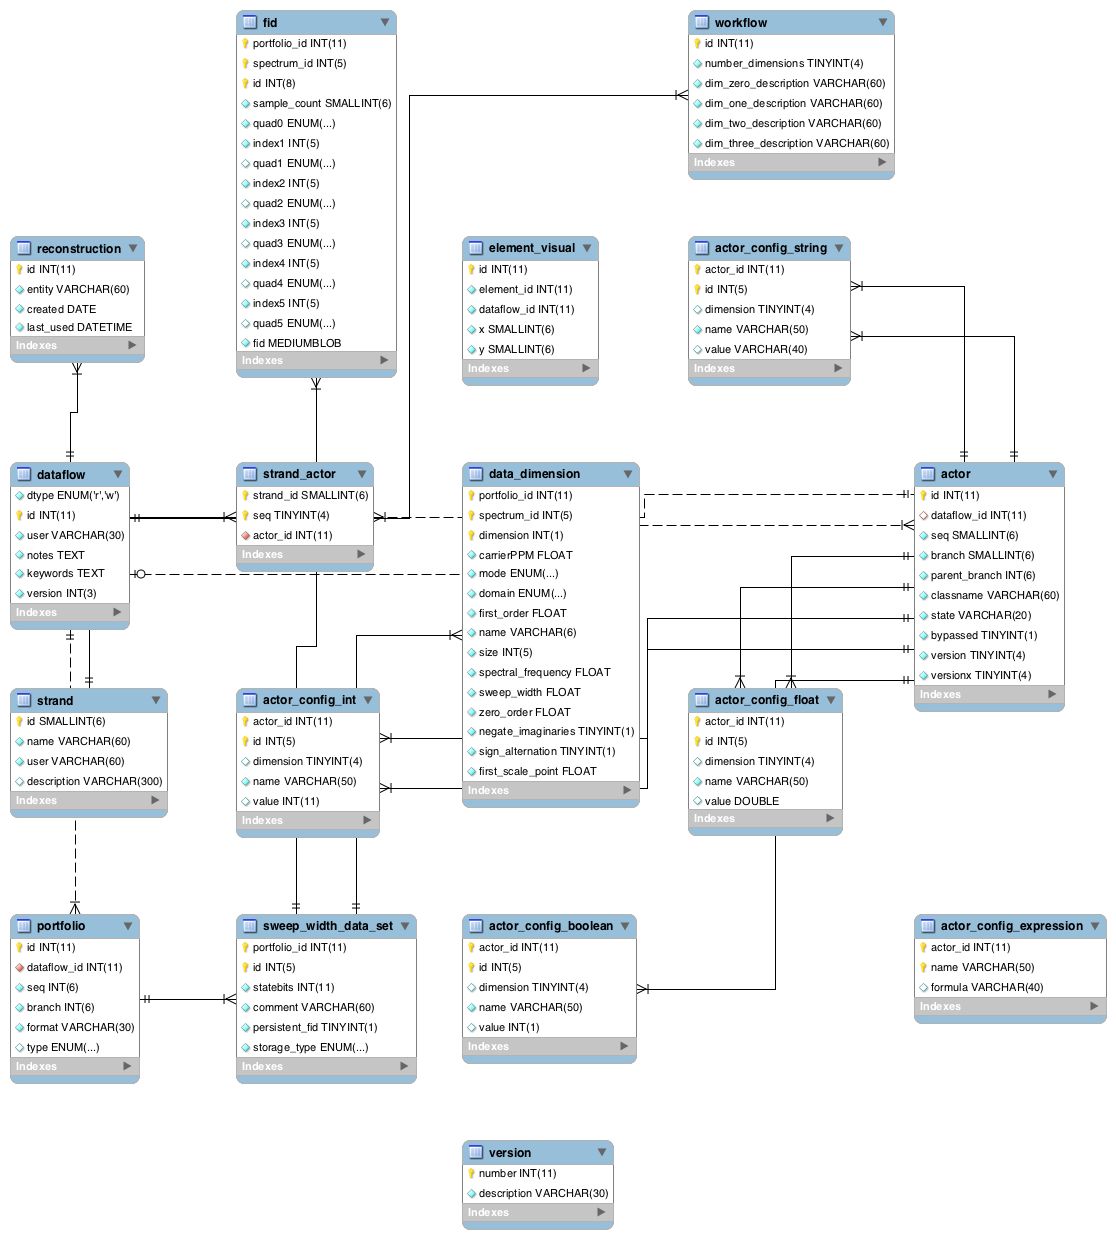 fid
portfolio_id INT(11)
spectrum_id INT(5)
id INT(8)
sample_count SMALLINT(6)
quad0 ENUM(...)
index1 INT(5)
quad1 ENUM(...)
index2 INT(5)
quad2 ENUM(...)
index3 INT(5)
quad3 ENUM(...)
index4 INT(5)
quad4 ENUM(...)
index5 INT(5)
quad5 ENUM(...)
fid MEDIUMBLOB
Indexes
workflow
id INT(11)
number_dimensions TINYINT(4)
dim_zero_description VARCHAR(60)
dim_one_description VARCHAR(60)
dim_two_description VARCHAR(60)
dim_three_description VARCHAR(60)
Indexes
reconstruction
id INT(11)
entity VARCHAR(60)
created DATE
last_used DATETIME
Indexes
element_visual
id INT(11)
element_id INT(11)
dataflow_id INT(11)
x SMALLINT(6)
y SMALLINT(6)
Indexes
actor_config_string
actor_id INT(11)
id INT(5)
dimension TINYINT(4)
name VARCHAR(50)
value VARCHAR(40)
Indexes
dataflow
dtype ENUM('r','w')
id INT(11)
user VARCHAR(30)
notes TEXT
keywords TEXT
version INT(3)
Indexes
strand_actor
strand_id SMALLINT(6)
seq TINYINT(4)
actor_id INT(11)
Indexes
data_dimension
portfolio_id INT(11)
spectrum_id INT(5)
dimension INT(1)
carrierPPM FLOAT
mode ENUM(...)
domain ENUM(...)
first_order FLOAT
name VARCHAR(6)
size INT(5)
spectral_frequency FLOAT
sweep_width FLOAT
zero_order FLOAT
negate_imaginaries TINYINT(1)
sign_alternation TINYINT(1)
first_scale_point FLOAT
Indexes
actor
id INT(11)
dataflow_id INT(11)
seq SMALLINT(6)
branch SMALLINT(6)
parent_branch INT(6)
classname VARCHAR(60)
state VARCHAR(20)
bypassed TINYINT(1)
version TINYINT(4)
versionx TINYINT(4)
Indexes
strand
id SMALLINT(6)
name VARCHAR(60)
user VARCHAR(60)
description VARCHAR(300)
Indexes
actor_config_int
actor_id INT(11)
id INT(5)
dimension TINYINT(4)
name VARCHAR(50)
value INT(11)
Indexes
actor_config_float
actor_id INT(11)
id INT(5)
dimension TINYINT(4)
name VARCHAR(50)
value DOUBLE
Indexes
portfolio
id INT(11)
dataflow_id INT(11)
seq INT(6)
branch INT(6)
format VARCHAR(30)
type ENUM(...)
Indexes
sweep_width_data_set
portfolio_id INT(11)
id INT(5)
statebits INT(11)
comment VARCHAR(60)
persistent_fid TINYINT(1)
storage_type ENUM(...)
Indexes
actor_config_boolean
actor_id INT(11)
id INT(5)
dimension TINYINT(4)
name VARCHAR(50)
value INT(1)
Indexes
actor_config_expression
actor_id INT(11)
name VARCHAR(50)
formula VARCHAR(40)
Indexes
version
number INT(11)
description VARCHAR(30)
Indexes